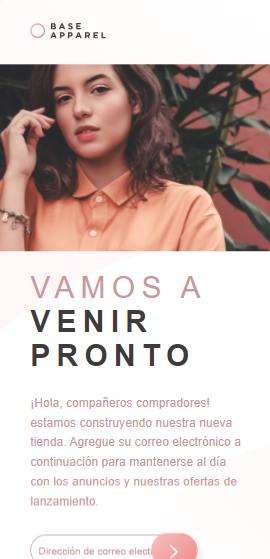 BASE
APPAREL
VAMOS A
VENIR
PRONTO
¡Hola, compañeros compradores!
estamos construyendo nuestra nueva
tienda. Agregue su correo electrónico a
continuación para mantenerse al día
con los anuncios y nuestras ofertas de
lanzamiento.
Dirección de correo elect